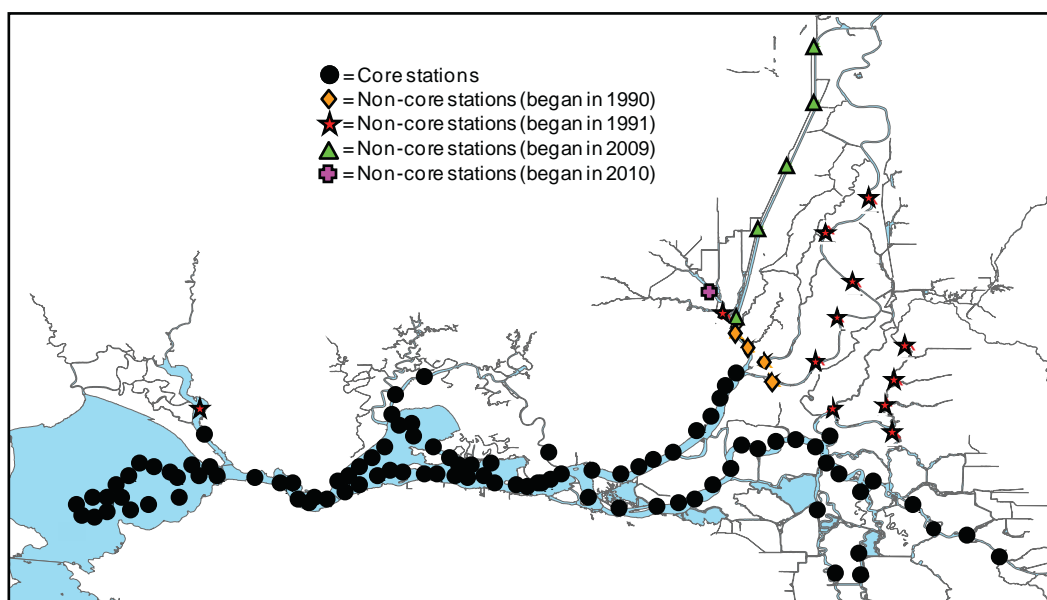 = Core stations
= Non-core stations (began in 1990)
= Non-core stations (began in 1991)
= Non-core stations (began in 2009)
= Non-core stations (began in 2010)